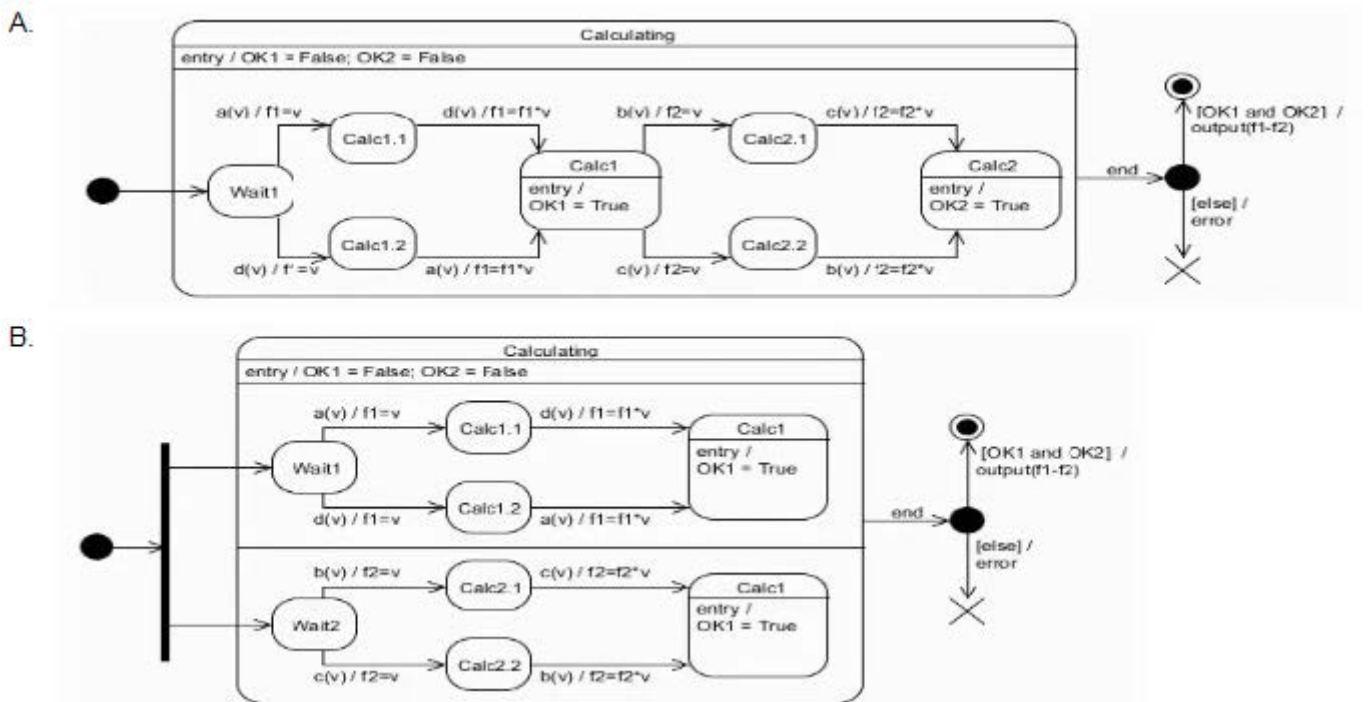 A.
Calculating
entry / OK1 = False; OK2 = False
a(v) / f1=v
d(v) / f1=f1*v
b(v) / f2=v
c(v) / f2=f2*v
[OK1 and OK2] /
output(f1-f2)
Calc1.1
Calc2.1
Wait1
Calc1
entry /
OK1 = True
Calc2
entry /
OK2 = True
end
[else] /
error
Calc1.2
Calc2.2
d(v) / f'=v
a(v) / f1=f1*v
c(v) / f2=v
b(v) / f2=f2*v
B.
Calculating
entry / OK1 = False; OK2 = False
a(v) / f1=v
d(v) / f1=f1*v
Calc1.1
Calc1
entry /
OK1 = True
[OK1 and OK2] /
output(f1-f2)
Wait1
Calc1.2
d(v) / f1=v
a(v) / f1=f1*v
end
[else] /
error
b(v) / f2=v
c(v) / f2=f2*v
Calc2.1
Calc1
entry /
OK1 = True
Wait2
Calc2.2
c(v) / f2=v
b(v) / f2=f2*v